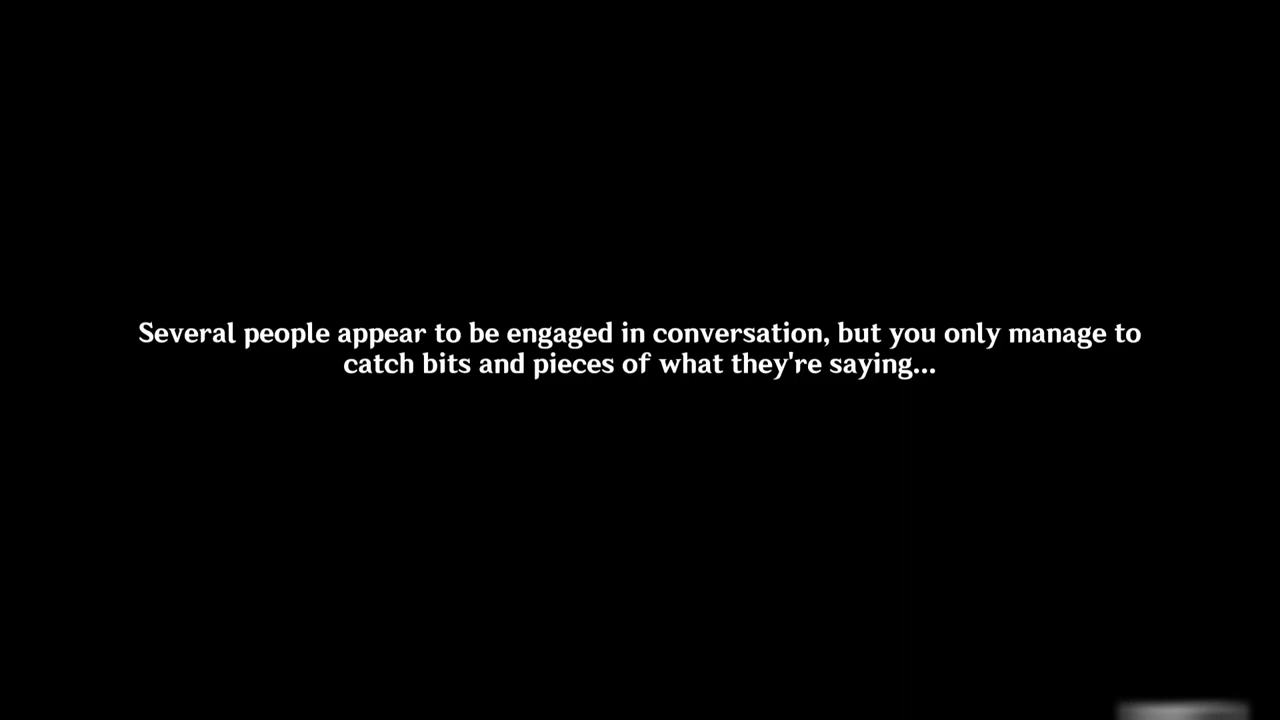 Several people appear to be engaged in conversation, but you only manage to
catch bits and pieces of what they're saying...